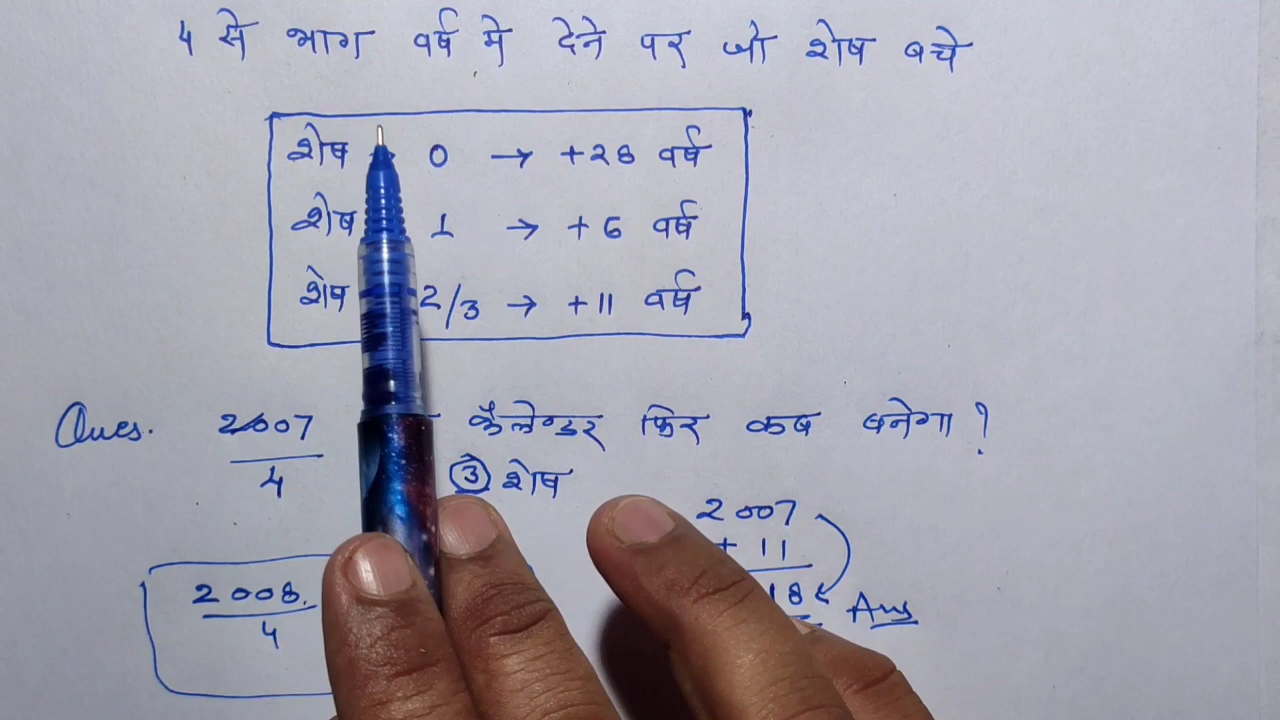 4 से भाग वर्ष मे देने पर जो शेष बचे
शेष 0 → +28 वर्ष
शेष 1 → +6 वर्ष
शेष 2/3 → +11 वर्ष
Ques. 2007 कैलेण्डर फिर कब बनेगा?
4 ③ शेष
2007
+ 11
18 Ans
2008.
4